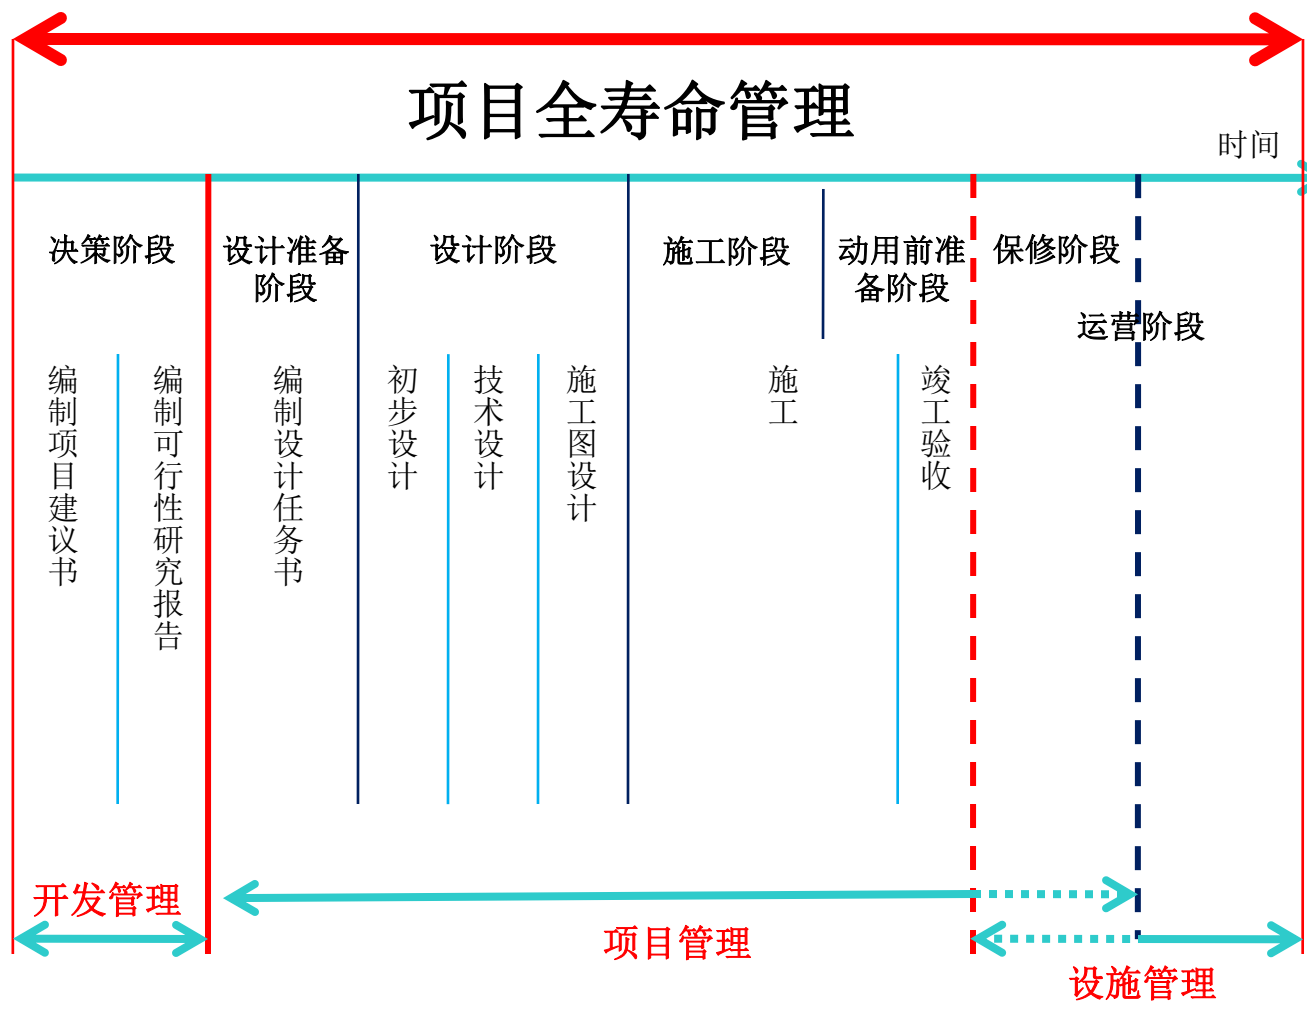 项目全寿命管理
时间
决策阶段
设计准备
阶段
设计阶段
施工阶段
动用前准
备阶段
保修阶段
运营阶段
编制项目建议书
编制可行性研究报告
编制设计任务书
初步设计
技术设计
施工图设计
施工
竣工验收
开发管理
项目管理
设施管理